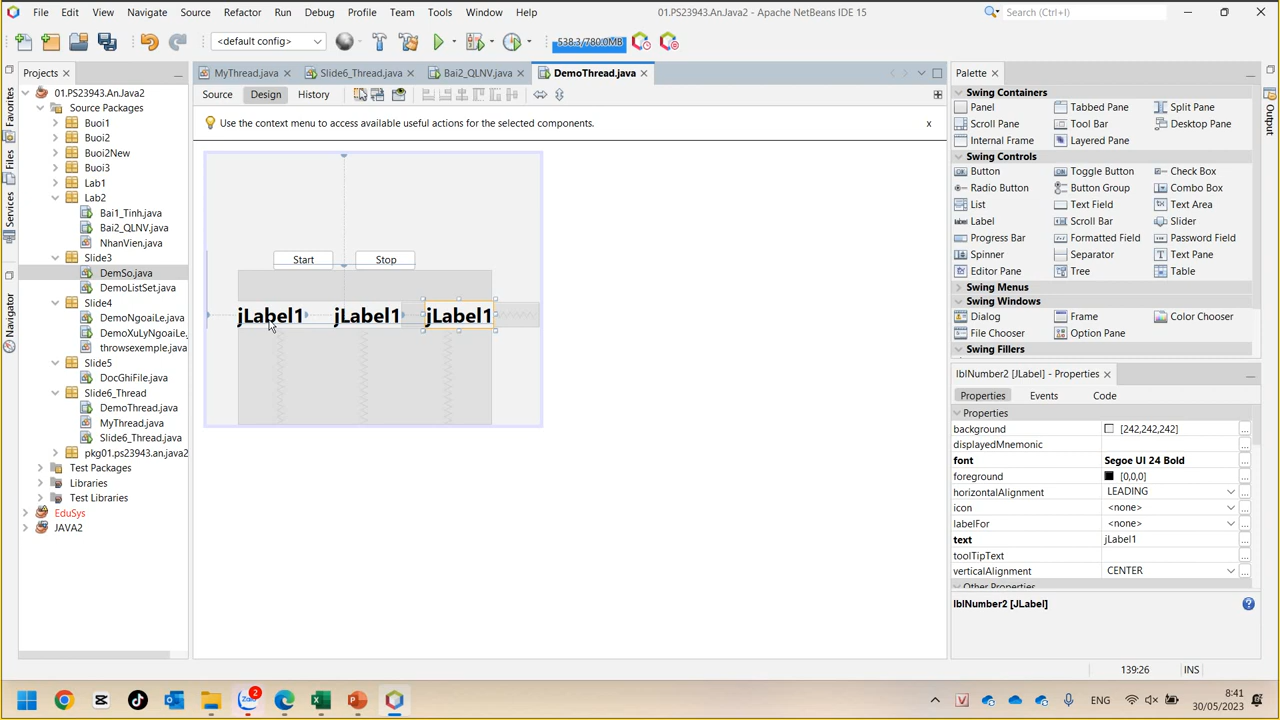 File Edit View Navigate Source Refactor Run Debug Profile Team Tools Window Help 01.PS23943.AnJava2 - Apache NetBeans IDE 15 Search (Ctrl+I)
<default config> 538.3/780.0MB
Projects MyThread.java Slide6_Thread.java Bai2_QLNV.java DemoThread.java Palette
01.PS23943.An.Java2
Source Packages
Buoi1
Buoi2
Buoi2New
Buoi3
Lab1
Lab2
Bai1_Tinh.java
Bai2_QLNV.java
NhanVien.java
Slide3
DemSo.java
DemoListSet.java
Slide4
DemoNgoaiLe.java
DemoXuLyNgoaiLe.
throwsexemple.java
Slide5
DocGhiFile.java
Slide6_Thread
DemoThread.java
MyThread.java
Slide6_Thread.java
pkg01.ps23943.an.java2
Test Packages
Libraries
Test Libraries
EduSys
JAVA2
Favorites
Files
Services
Navigator
Source Design History
Use the context menu to access available useful actions for the selected components. x
Start Stop
jLabel1 jLabel1 jLabel1
Swing Containers
Panel Tabbed Pane Split Pane
Scroll Pane Tool Bar Desktop Pane
Internal Frame Layered Pane
Swing Controls
Button Toggle Button Check Box
Radio Button Button Group Combo Box
List Text Field Text Area
Label Scroll Bar Slider
Progress Bar Formatted Field Password Field
Spinner Separator Text Pane
Editor Pane Tree Table
Swing Menus
Swing Windows
Dialog Frame Color Chooser
File Chooser Option Pane
Swing Fillers
Output
lblNumber2 [JLabel] - Properties
Properties Events Code
Properties
background [242,242,242] ...
displayedMnemonic ...
font Segoe UI 24 Bold ...
foreground [0,0,0] ...
horizontalAlignment LEADING ...
icon <none> ...
labelFor <none> ...
text jLabel1 ...
toolTipText ...
verticalAlignment CENTER ...
Other Properties
lblNumber2 [JLabel]
139:26 INS
Zalo 2
ENG 8:41
30/05/2023